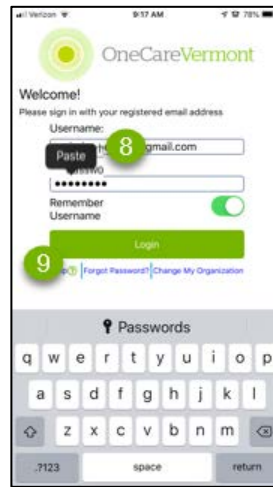 Verizon 9:17 AM 78%
OneCareVermont
Welcome!
Please sign in with your registered email address
Username:
8
gmail.com
Paste
9
Remember
Username
Login
Forgot Password? Change My Organization
Passwords
q w e r t y u i o p
a s d f g h j k l
z x c v b n m
.?123 space return